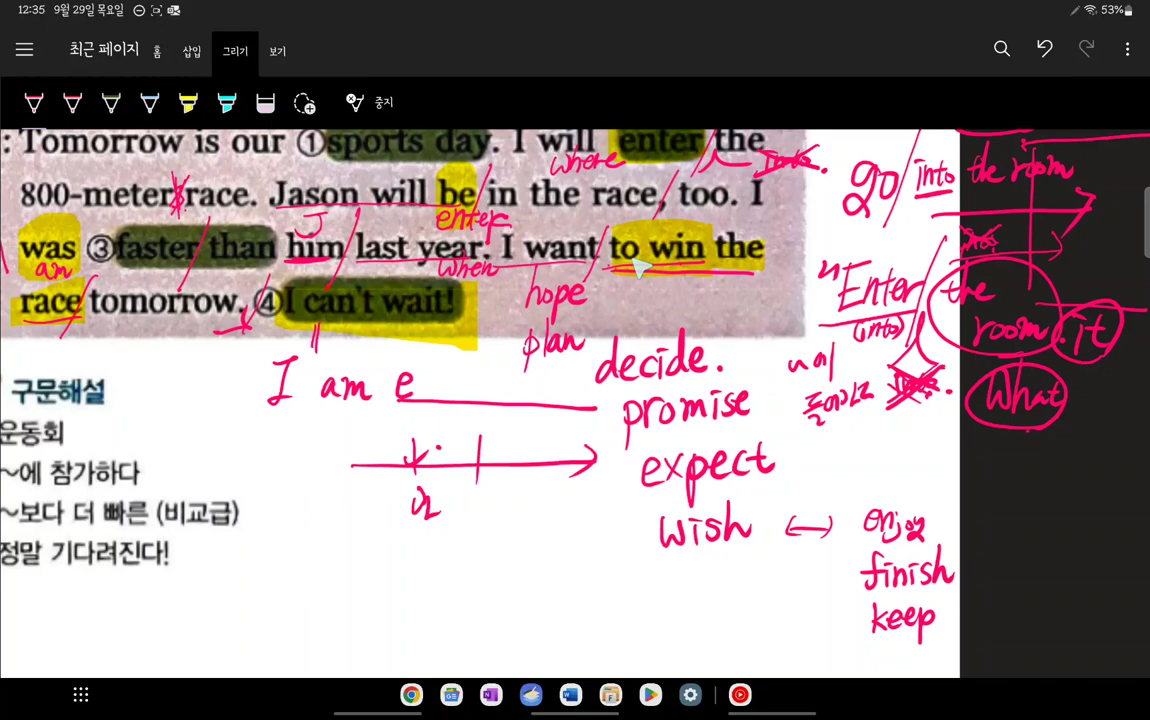 12:35 9월 29일 목요일
53%
최근 페이지 홈 삽입 그리기 보기
중지
: Tomorrow is our ①sports day. I will enter the
where
into.
go into the room
800-meter race. Jason will be in the race, too. I
enter
J
was ③faster than him last year. I want to win the
am
when
hope
Enter the
(into)
room. it
race tomorrow. ④I can't wait!
plan
decide.
What
I am e
promise
구문해설
운동회
expect
~에 참가하다
wish ↔ enjoy
~보다 더 빠른 (비교급)
finish
정말 기다려진다!
keep